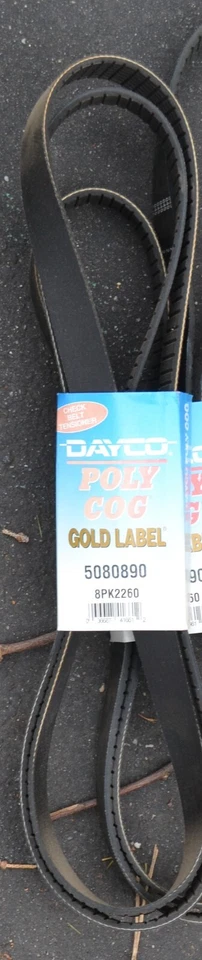 CHECK
BELT
TENSIONER
DAYCO
POLY
COG
GOLD LABEL
5080890
8PK2260